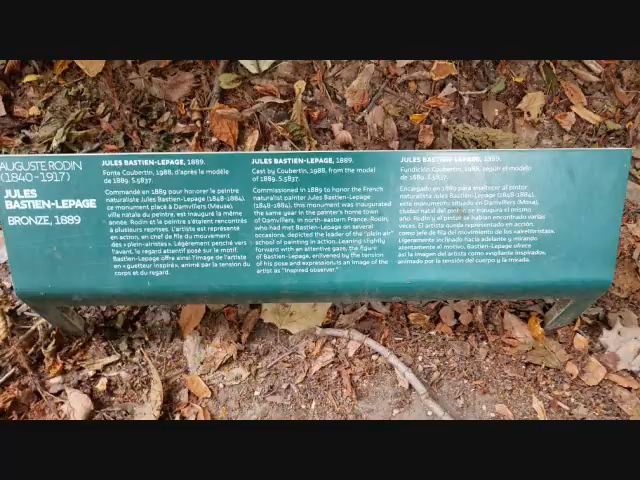 AUGUSTE RODIN
(1840-1917)
JULES
BASTIEN-LEPAGE
BRONZE, 1889
JULES BASTIEN-LEPAGE, 1889.
Fonte Coubertin, 1988, d'après le modèle
de 1889. S.5837.
Commandé en 1889 pour honorer le peintre
naturaliste Jules Bastien-Lepage (1848-1884),
ce monument placé à Damvillers (Meuse),
ville natale du peintre, est inauguré la même
année. Rodin et le peintre s'étaient rencontrés
à plusieurs reprises. L'artiste est représenté
en action, en chef de file du mouvement
des « plein-airistes ». Légèrement penché vers
l'avant, le regard attentif posé sur le motif,
Bastien-Lepage offre ainsi l'image de l'artiste
en « guetteur inspiré », animé par la tension du
corps et du regard.
JULES BASTIEN-LEPAGE, 1889.
Cast by Coubertin, 1988, from the model
of 1889. S.5837.
Commissioned in 1889 to honor the French
naturalist painter Jules Bastien-Lepage
(1848-1884), this monument was inaugurated
the same year in the painter's home town
of Damvillers, in north-eastern France. Rodin,
who had met Bastien-Lepage on several
occasions, depicted the leader of the "plein air"
school of painting in action. Leaning slightly
forward with an attentive gaze, the figure
of Bastien-Lepage, enlivened by the tension
of his pose and expression, is an image of the
artist as "inspired observer."
JULES BASTIEN-LEPAGE, 1889.
Fundición Coubertin, 1988, según el modelo
de 1889. S.5837.
Encargado en 1889 para enaltecer al pintor
naturalista Jules Bastien-Lepage (1848-1884),
este monumento, situado en Damvillers (Mosa),
ciudad natal del pintor, se inaugura el mismo
año. Rodin y el pintor se habían encontrado varias
veces. El artista queda representado en acción,
como jefe de fila del movimiento de los
Ligeramente inclinado hacia adelante y mirando
atentamente el motivo, Bastien-Lepage ofrece
así la imagen del artista como «vigilante inspirado»,
animado por la tensión del cuerpo y la mirada.